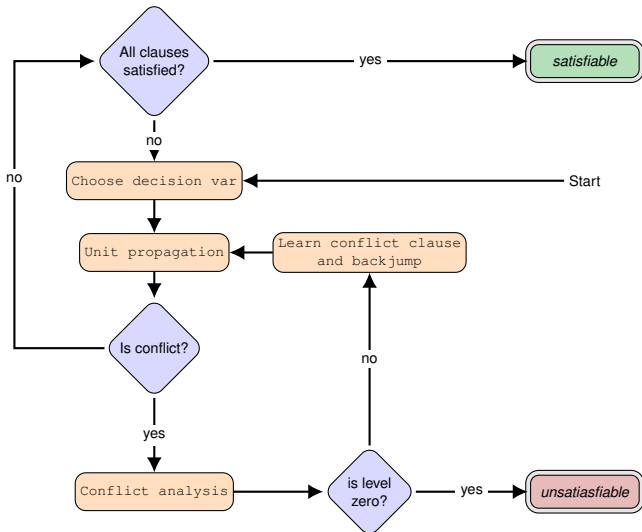 All clauses
satisfied?
yes
satisfiable
no
Choose decision var
Start
no
Unit propagation
Learn conflict clause
and backjump
Is conflict?
no
yes
Conflict analysis
is level
zero?
yes
unsatiasfiable